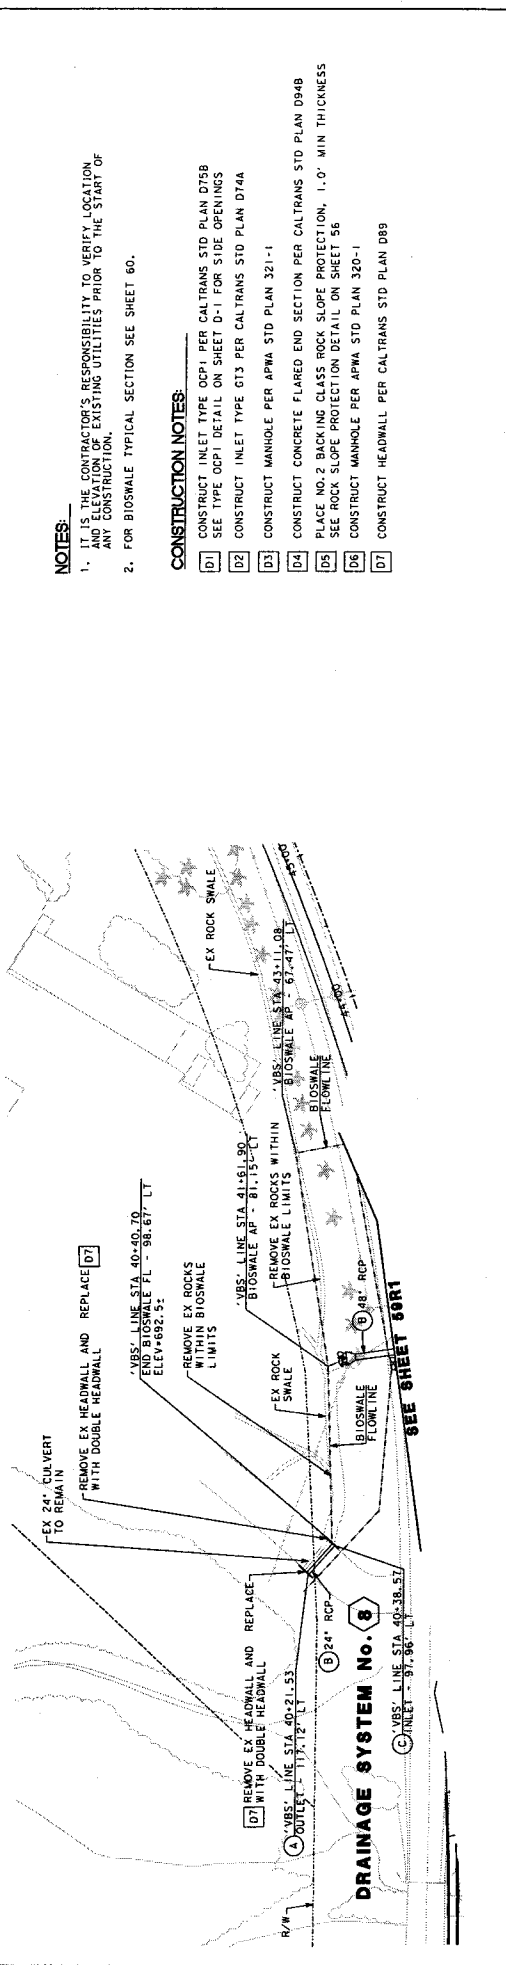 NOTES:
1. IT IS THE CONTRACTOR'S RESPONSIBILITY TO VERIFY LOCATION
AND ELEVATION OF EXISTING UTILITIES PRIOR TO THE START OF
ANY CONSTRUCTION.
2. FOR BIOSWALE TYPICAL SECTION SEE SHEET 60.
CONSTRUCTION NOTES:
D1 CONSTRUCT INLET TYPE OCPI PER CALTRANS STD PLAN D75B
SEE TYPE OCPI DETAIL ON SHEET D-1 FOR SIDE OPENINGS
D2 CONSTRUCT INLET TYPE GT3 PER CALTRANS STD PLAN D74A
D3 CONSTRUCT MANHOLE PER APWA STD PLAN 321-1
D4 CONSTRUCT CONCRETE FLARED END SECTION PER CALTRANS STD PLAN D94B
D5 PLACE NO.2 BACKING CLASS ROCK SLOPE PROTECTION, 1.0' MIN THICKNESS
SEE ROCK SLOPE PROTECTION DETAIL ON SHEET 56
D6 CONSTRUCT MANHOLE PER APWA STD PLAN 320-1
D7 CONSTRUCT HEADWALL PER CALTRANS STD PLAN D89
EX 24" CULVERT
TO REMAIN
REMOVE EX HEADWALL AND REPLACE D7
WITH DOUBLE HEADWALL
'VBS' LINE STA 40+40.70
END BIOSWALE FL - 98.67' LT
ELEV=692.5±
REMOVE EX ROCKS
WITHIN BIOSWALE
LIMITS
'VBS' LINE STA 41+61.90
BIOSWALE AP - 81.15' LT
EX ROCK SWALE
REMOVE EX ROCKS WITHIN
BIOSWALE LIMITS
'VBS' LINE STA 43+11.08
BIOSWALE AP - 67.47' LT
EX ROCK
SWALE
BIOSWALE
FLOWLINE
BIOSWALE
FLOWLINE
45+00
44+00
B 48" RCP
SEE SHEET 59R1
D7 REMOVE EX HEADWALL AND REPLACE
WITH DOUBLE HEADWALL
A 'VBS' LINE STA 40+21.53
OUTLET - 117.12' LT
R/W
B 24" RCP
DRAINAGE SYSTEM No. 8
C 'VBS' LINE STA 40+38.57
INLET - 97.96' LT